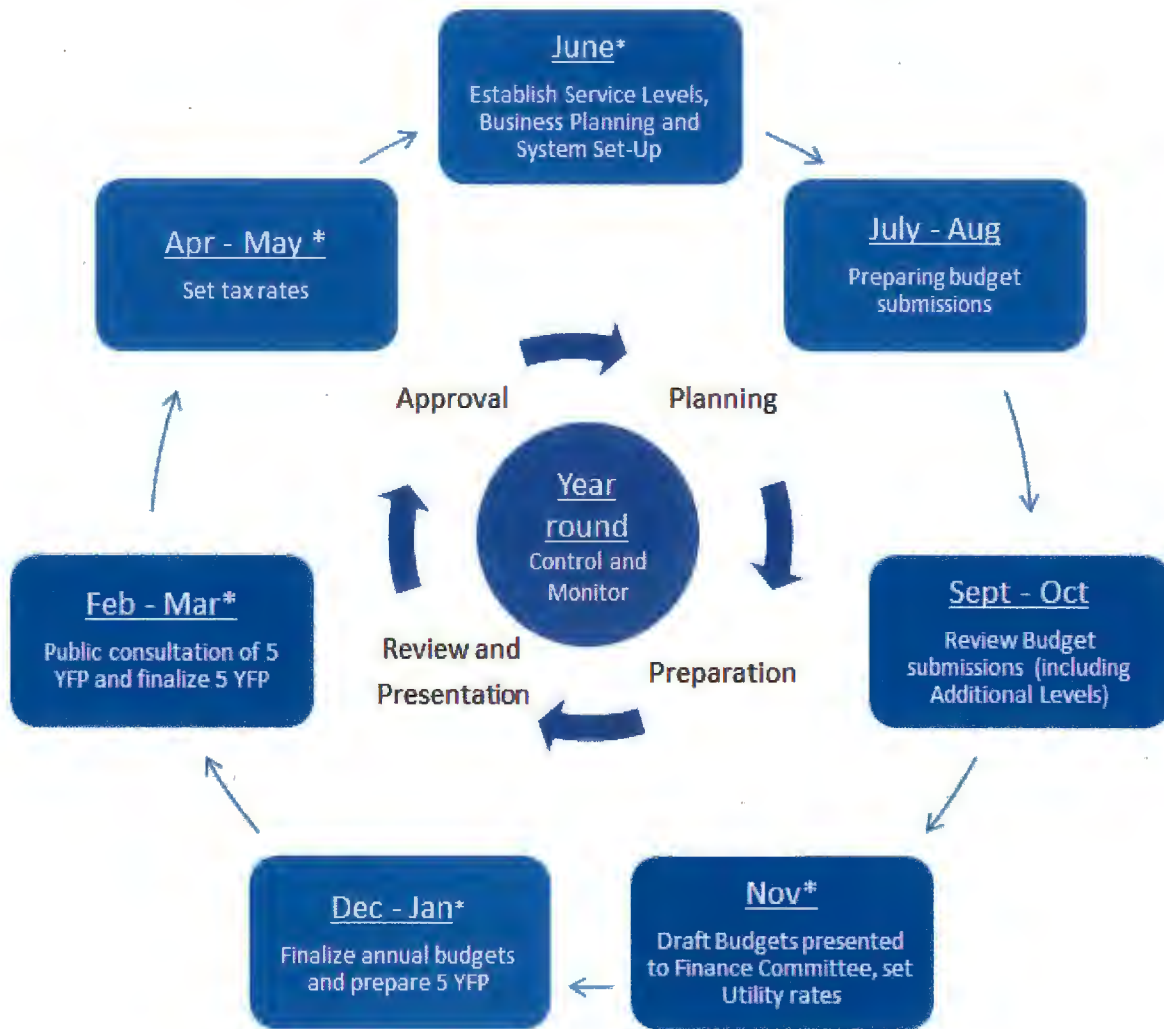 June*
Establish Service Levels,
Business Planning and
System Set-Up
July - Aug
Preparing budget
submissions
Sept - Oct
Review Budget
submissions (including
Additional Levels)
Nov*
Draft Budgets presented
to Finance Committee, set
Utility rates
Dec - Jan*
Finalize annual budgets
and prepare 5 YFP
Feb - Mar*
Public consultation of 5
YFP and finalize 5 YFP
Apr - May *
Set tax rates
Approval
Planning
Preparation
Review and
Presentation
Year
round
Control and
Monitor